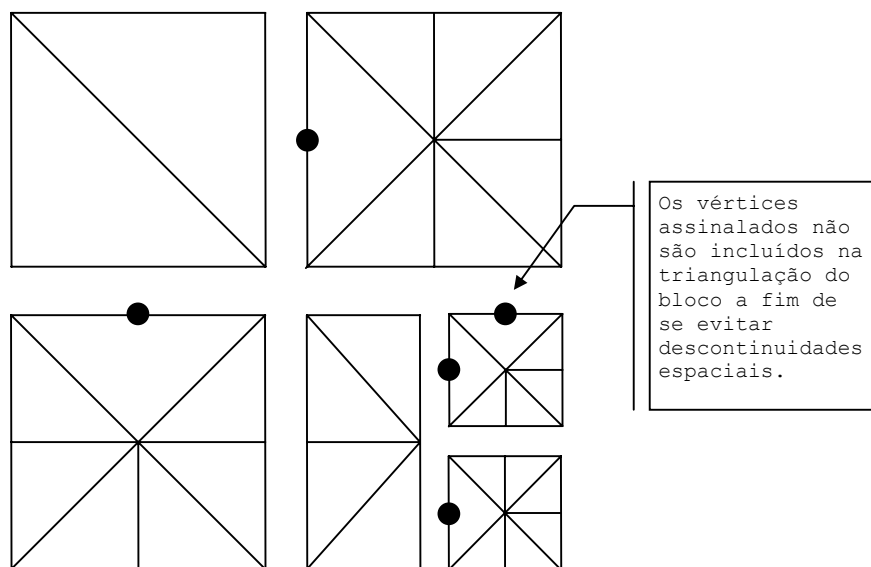 Os vértices
assinalados não
são incluídos na
triangulação do
bloco a fim de
se evitar
descontinuidades
espaciais.